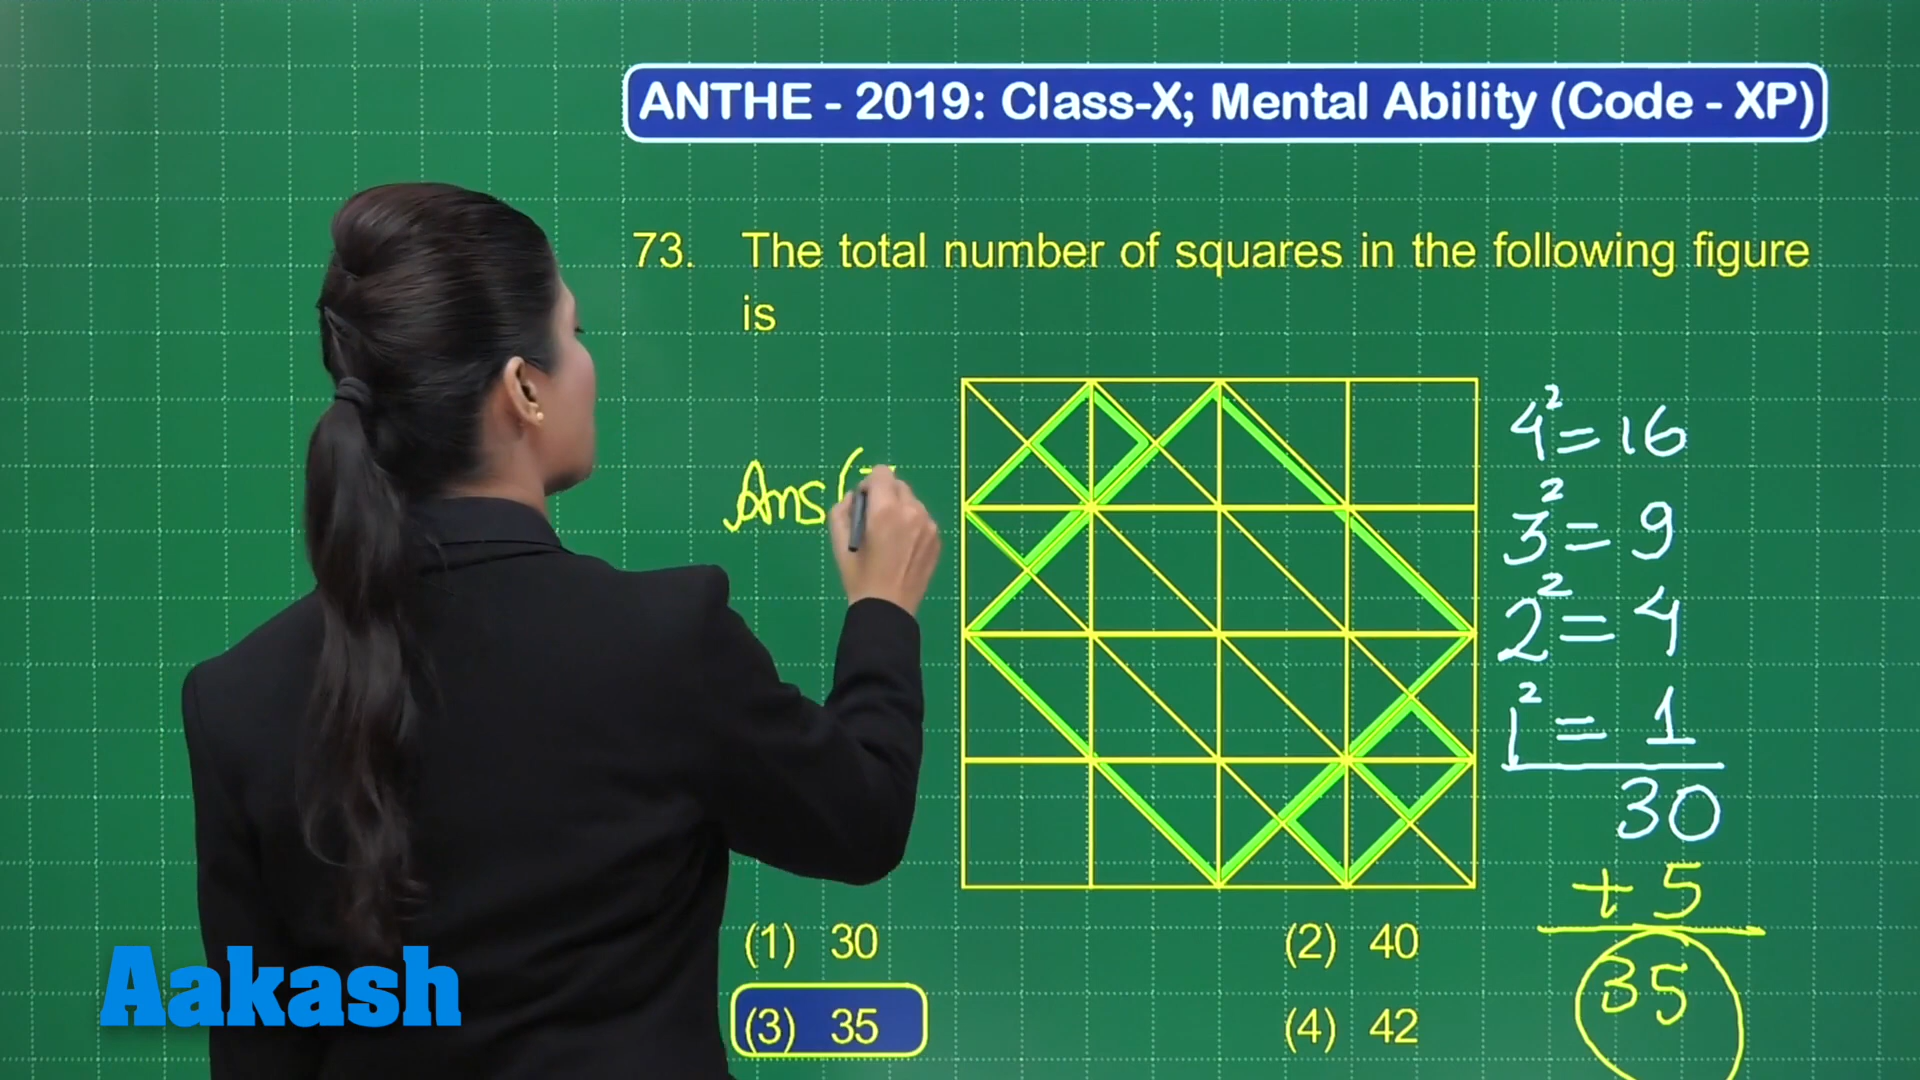 ANTHE - 2019: Class-X; Mental Ability (Code - XP)
73. The total number of squares in the following figure
is
Ans (
4² = 16
3² = 9
2² = 4
1² = 1
30
+ 5
35
(1) 30
(2) 40
(3) 35
(4) 42
Aakash